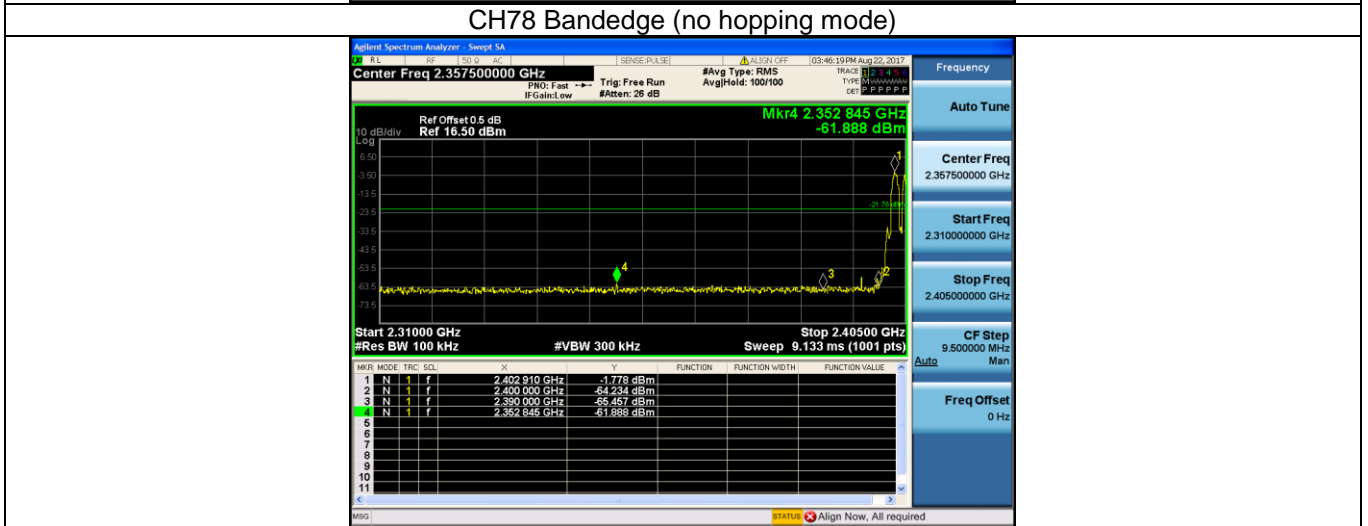 CH78 Bandedge (no hopping mode)
Agilent Spectrum Analyzer - Swept SA
RL RF 50 Ω AC SENSE:PULSE ALIGN OFF 03:46:19 PM Aug 22, 2017
Center Freq 2.357500000 GHz
PNO: Fast
IFGain:Low
Trig: Free Run
#Atten: 26 dB
#Avg Type: RMS
Avg|Hold: 100/100
TRACE 1 2 3 4 5 6
TYPE M WWWWW
DET P P P P P P
Ref Offset 0.5 dB
10 dB/div Ref 16.50 dBm
Log
Mkr4 2.352 845 GHz
-61.888 dBm
6.50
-3.50
-13.5
-23.5
-33.5
-43.5
-53.5
-63.5
-73.5
1
2
3
4
Start 2.31000 GHz Stop 2.40500 GHz
#Res BW 100 kHz #VBW 300 kHz Sweep 9.133 ms (1001 pts)
MKR MODE TRC SCL X Y FUNCTION FUNCTION WIDTH FUNCTION VALUE
1 N 1 f 2.402 910 GHz -1.778 dBm
2 N 1 f 2.400 000 GHz -64.234 dBm
3 N 1 f 2.390 000 GHz -65.457 dBm
4 N 1 f 2.352 845 GHz -61.888 dBm
5
6
7
8
9
10
11
MSG STATUS Align Now, All required
Frequency
Auto Tune
Center Freq
2.357500000 GHz
Start Freq
2.310000000 GHz
Stop Freq
2.405000000 GHz
CF Step
9.500000 MHz
Auto Man
Freq Offset
0 Hz